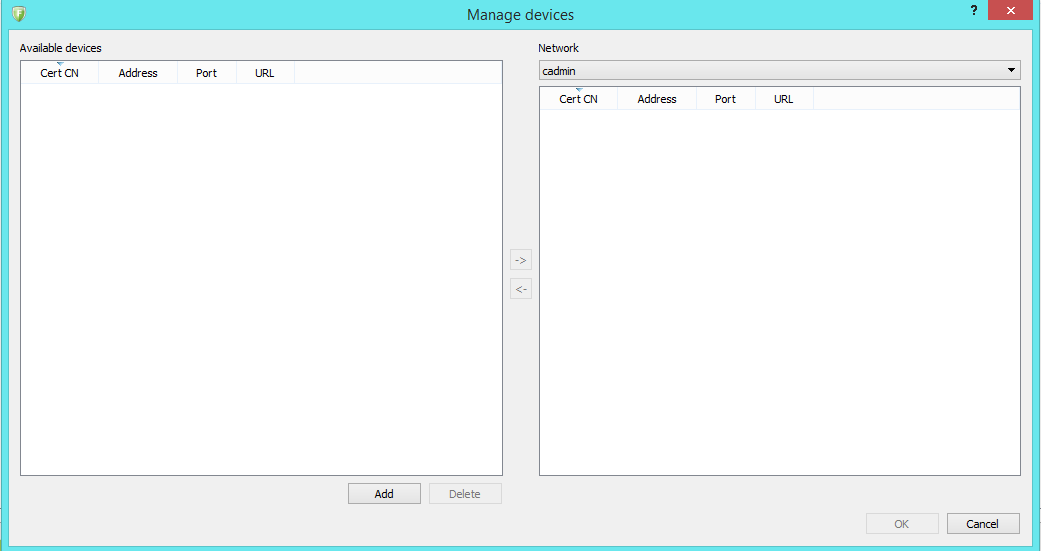 Manage devices
?
Available devices
Cert CN Address Port URL
Network
cadmin
Cert CN Address Port URL
->
<-
Add Delete
OK Cancel